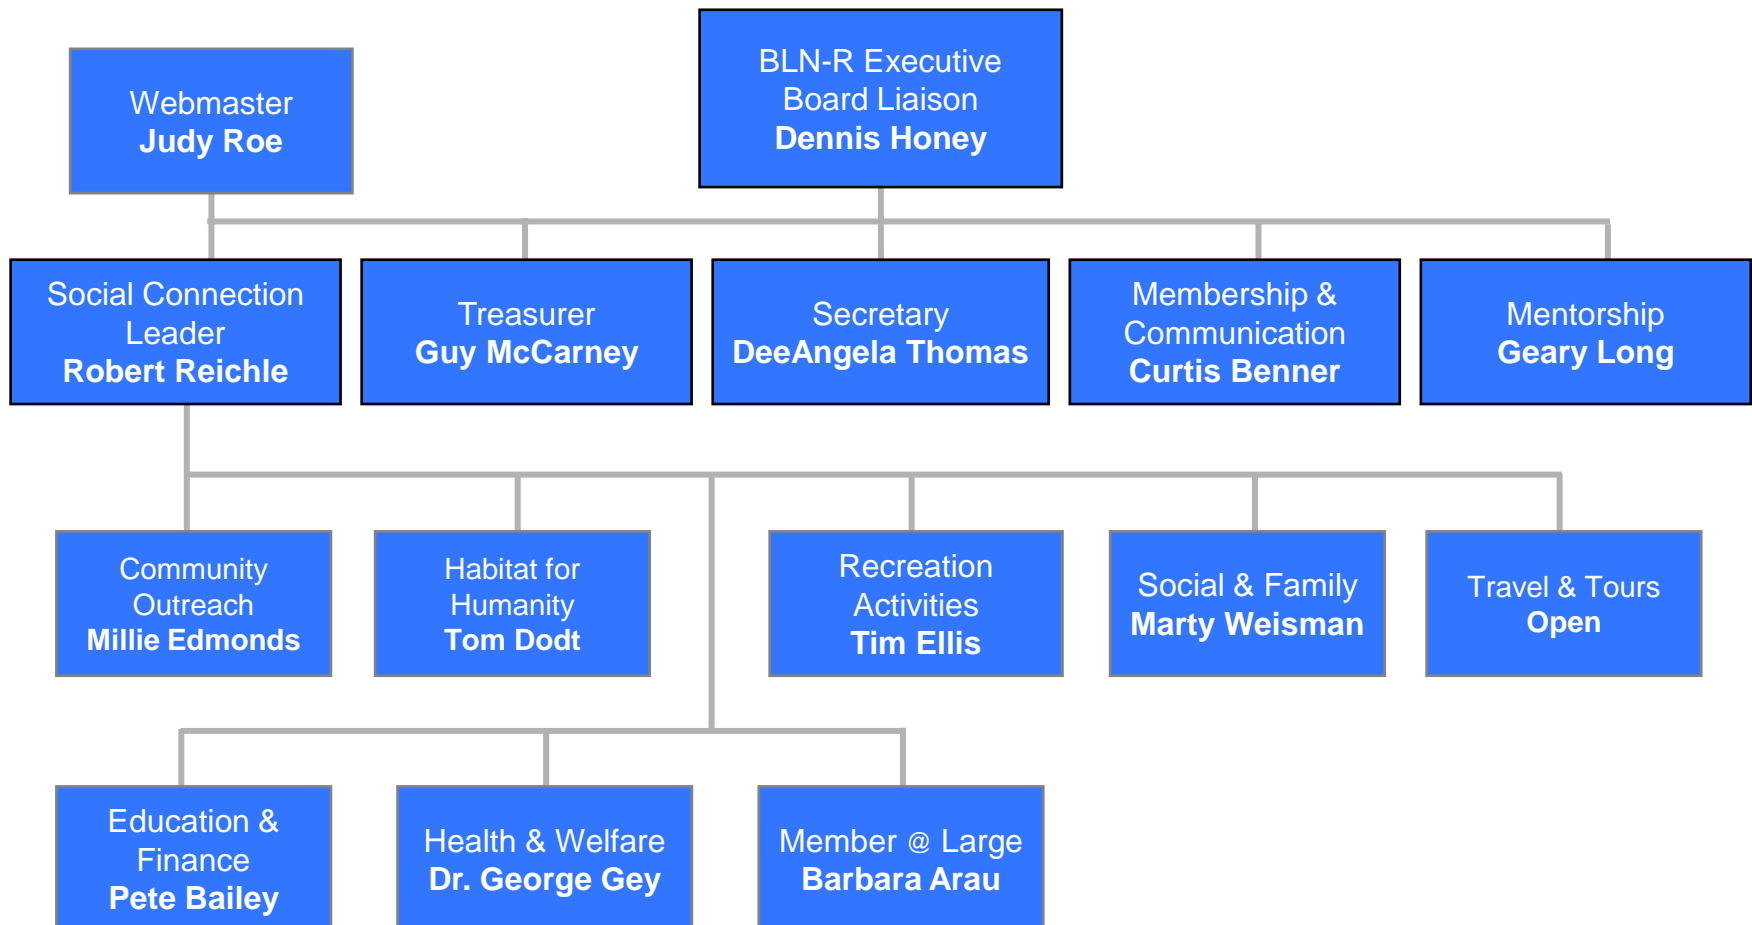 Webmaster
Judy Roe
BLN-R Executive
Board Liaison
Dennis Honey
Social Connection
Leader
Robert Reichle
Treasurer
Guy McCarney
Secretary
DeeAngela Thomas
Membership &
Communication
Curtis Benner
Mentorship
Geary Long
Community
Outreach
Millie Edmonds
Habitat for
Humanity
Tom Dodt
Recreation
Activities
Tim Ellis
Social & Family
Marty Weisman
Travel & Tours
Open
Education &
Finance
Pete Bailey
Health & Welfare
Dr. George Gey
Member @ Large
Barbara Arau